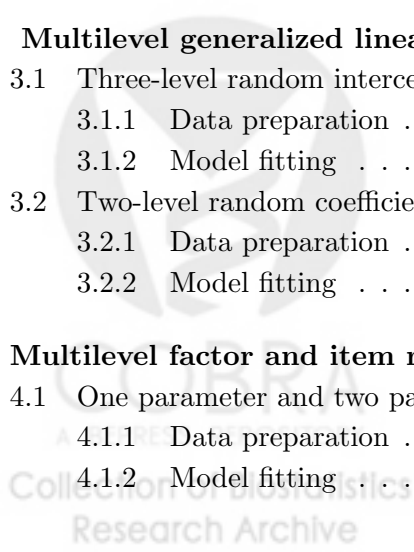 Multilevel generalized linea
3.1 Three-level random interce
3.1.1 Data preparation .
3.1.2 Model fitting . . .
3.2 Two-level random coefficie
3.2.1 Data preparation .
3.2.2 Model fitting . . .
Multilevel factor and item r
COBRA
4.1 One parameter and two pa
A BEPRESS REPOSITORY
4.1.1 Data preparation .
4.1.2 Model fitting . . .
Collection of Biostatistics
Research Archive